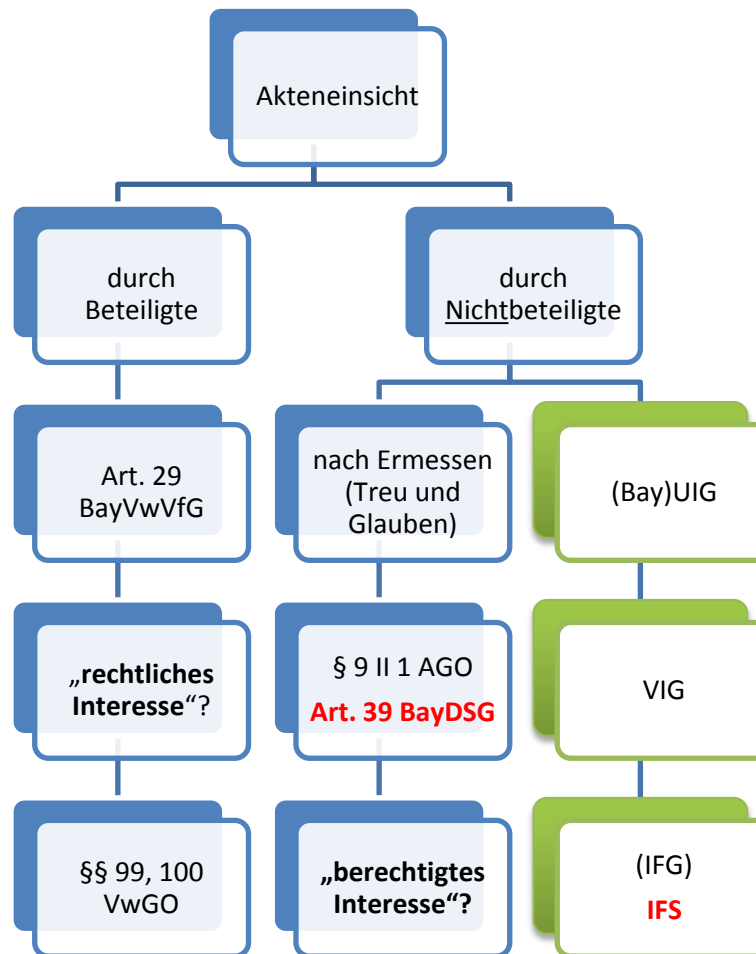 Akteneinsicht
durch
Beteiligte
durch
Nichtbeteiligte
Art. 29
BayVwVfG
nach Ermessen
(Treu und
Glauben)
(Bay)UIG
„rechtliches
Interesse“?
§ 9 II 1 AGO
Art. 39 BayDSG
VIG
§§ 99, 100
VwGO
„berechtigtes
Interesse“?
(IFG)
IFS